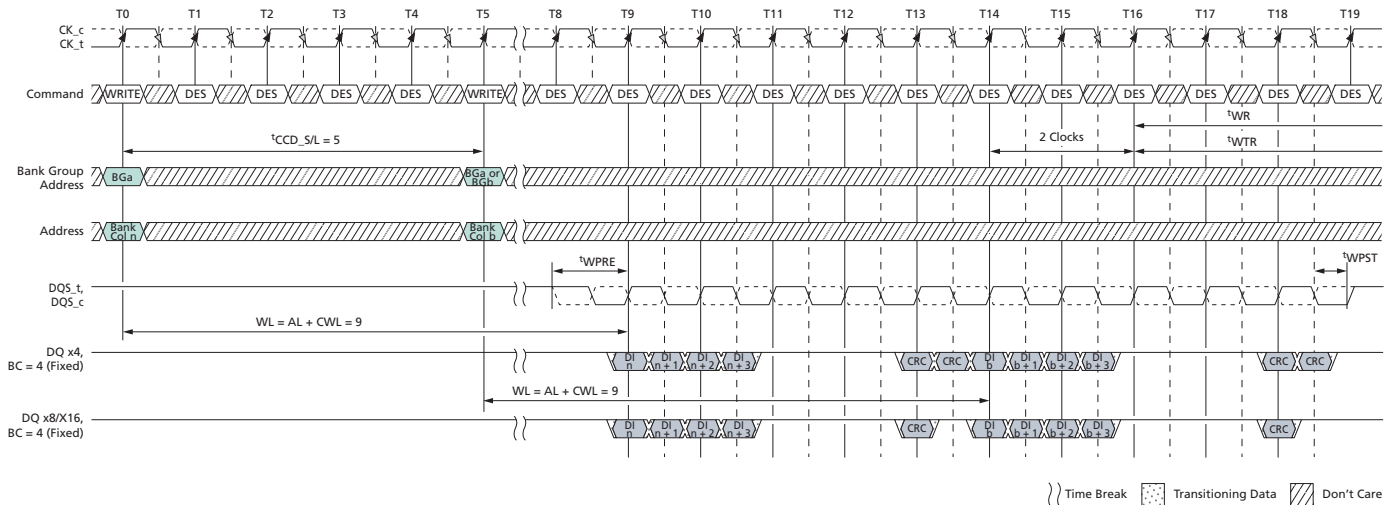 T0 T1 T2 T3 T4 T5 T8 T9 T10 T11 T12 T13 T14 T15 T16 T17 T18 T19
CK_c
CK_t
Command WRITE DES DES DES DES WRITE DES DES DES DES DES DES DES DES DES DES DES DES
tWR
tCCD_S/L = 5
2 Clocks
tWTR
Bank Group
Address
BGa
BGa or
BGb
Address
Bank
Col n
Bank
Col b
tWPRE
tWPST
DQS_t,
DQS_c
WL = AL + CWL = 9
DQ x4,
BC = 4 (Fixed)
DI DI DI DI CRC CRC DI DI DI DI CRC CRC
n n + 1 n + 2 n + 3 b b + 1 b + 2 b + 3
WL = AL + CWL = 9
DQ x8/X16,
BC = 4 (Fixed)
DI DI DI DI CRC DI DI DI DI CRC
n n + 1 n + 2 n + 3 b b + 1 b + 2 b + 3
Time Break Transitioning Data Don't Care